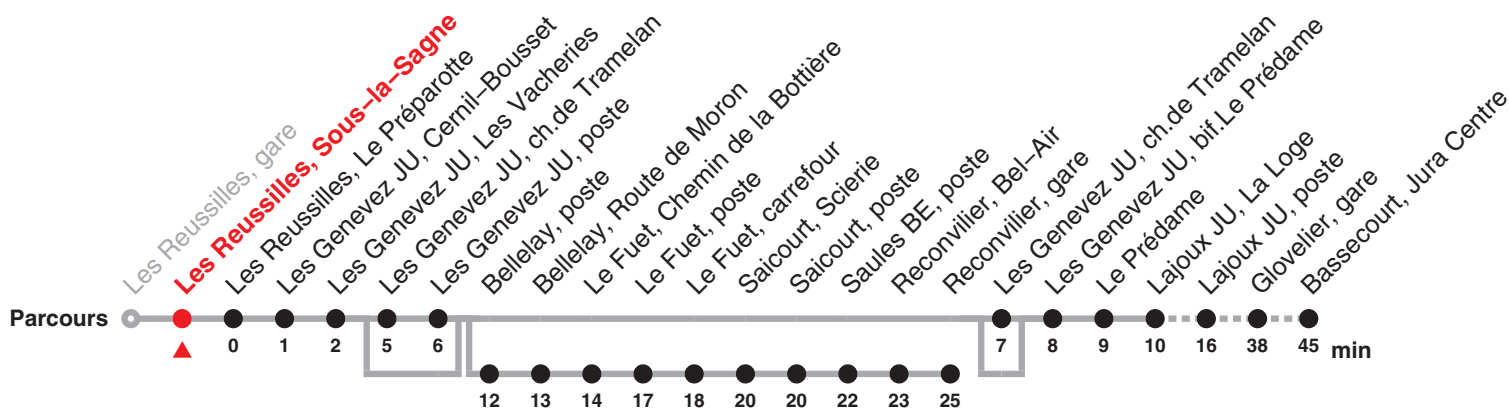 Les Reussilles, gare
Les Reussilles, Sous–la–Sagne
Les Reussilles, Le Préparotte
Les Genevez JU, Cernil–Bousset
Les Genevez JU, Les Vacheries
Les Genevez JU, ch.de Tramelan
Les Genevez JU, poste
Bellelay, poste
Bellelay, Route de Moron
Le Fuet, Chemin de la Bottière
Le Fuet, poste
Le Fuet, carrefour
Saicourt, Scierie
Saicourt, poste
Saules BE, poste
Reconvilier, Bel–Air
Reconvilier, gare
Les Genevez JU, ch.de Tramelan
Les Genevez JU, bif.Le Prédame
Le Prédame
Lajoux JU, La Loge
Lajoux JU, poste
Glovelier, gare
Bassecourt, Jura Centre
Parcours
0 1 2 5 6 7 8 9 10 16 38 45 min
12 13 14 17 18 20 20 22 23 25